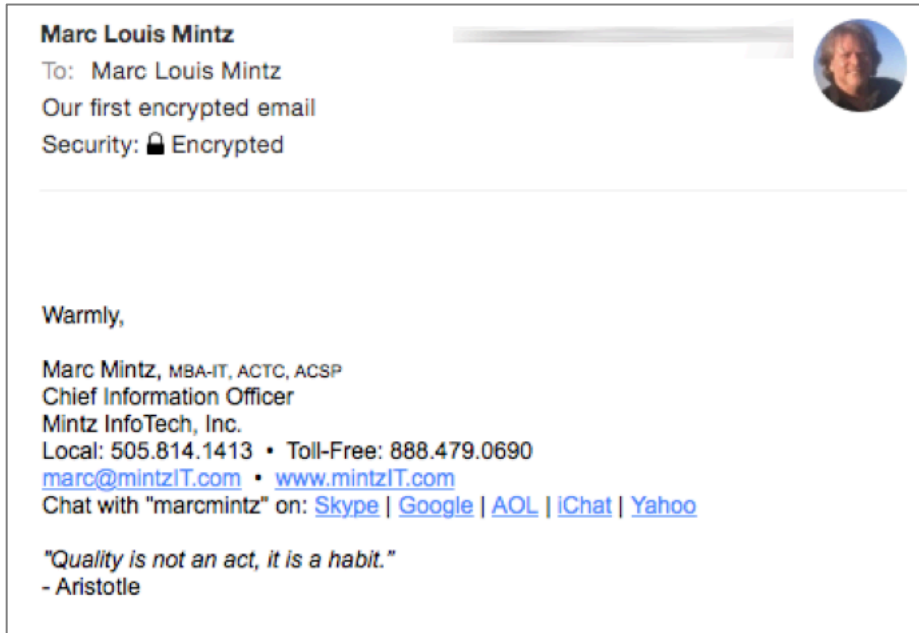 Marc Louis Mintz
To: Marc Louis Mintz
Our first encrypted email
Security: Encrypted
Warmly,
Marc Mintz, MBA-IT, ACTC, ACSP
Chief Information Officer
Mintz InfoTech, Inc.
Local: 505.814.1413 • Toll-Free: 888.479.0690
marc@mintzIT.com • www.mintzIT.com
Chat with "marcmintz" on: Skype | Google | AOL | iChat | Yahoo
"Quality is not an act, it is a habit.”
- Aristotle